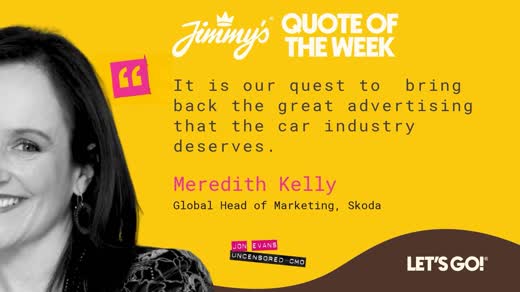 Jimmy's
QUOTE OF
THE WEEK
“
It is our quest to bring
back the great advertising
that the car industry
deserves.
Meredith Kelly
Global Head of Marketing, Skoda
JON EVANS
UNCENSORED CMO
LET'S GO!®